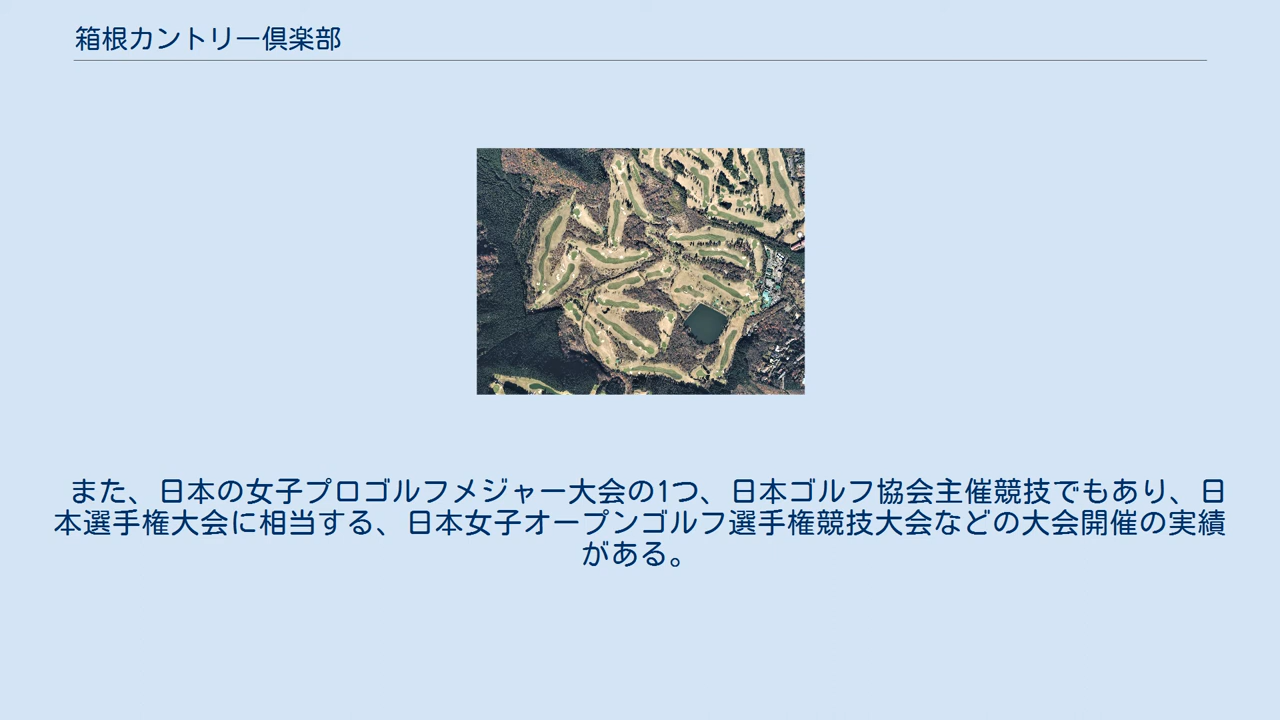 箱根カントリー倶楽部
また、日本の女子プロゴルフメジャー大会の1つ、日本ゴルフ協会主催競技でもあり、日
本選手権大会に相当する、日本女子オープンゴルフ選手権競技大会などの大会開催の実績
がある。